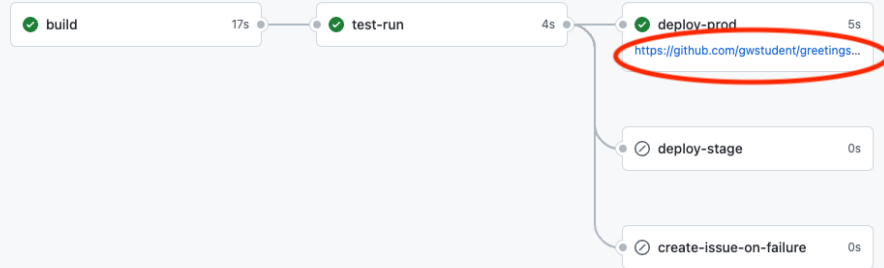 build 17s
test-run 4s
deploy-prod 5s
https://github.com/gwstudent/greetings...
deploy-stage 0s
create-issue-on-failure 0s